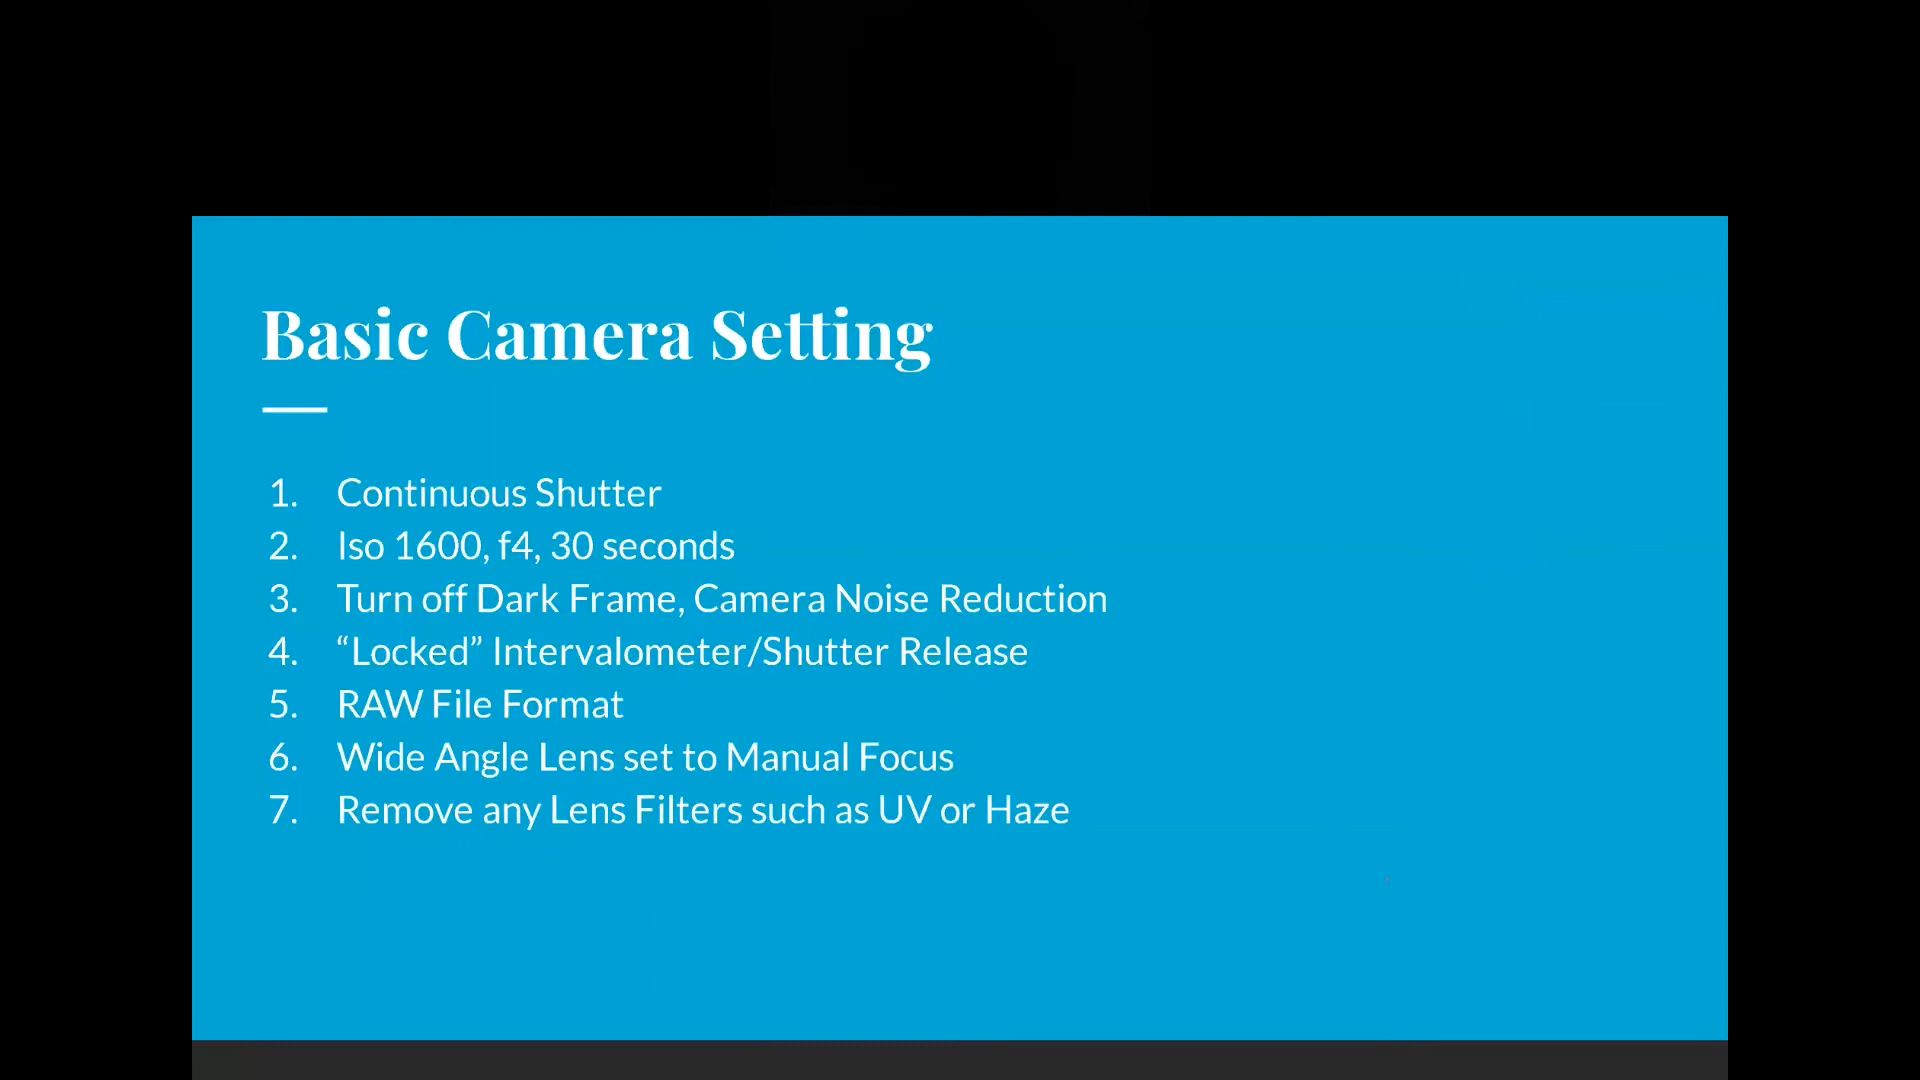 Basic Camera Setting
1. Continuous Shutter
2. Iso 1600, f4, 30 seconds
3. Turn off Dark Frame, Camera Noise Reduction
4. “Locked” Intervalometer/Shutter Release
5. RAW File Format
6. Wide Angle Lens set to Manual Focus
7. Remove any Lens Filters such as UV or Haze